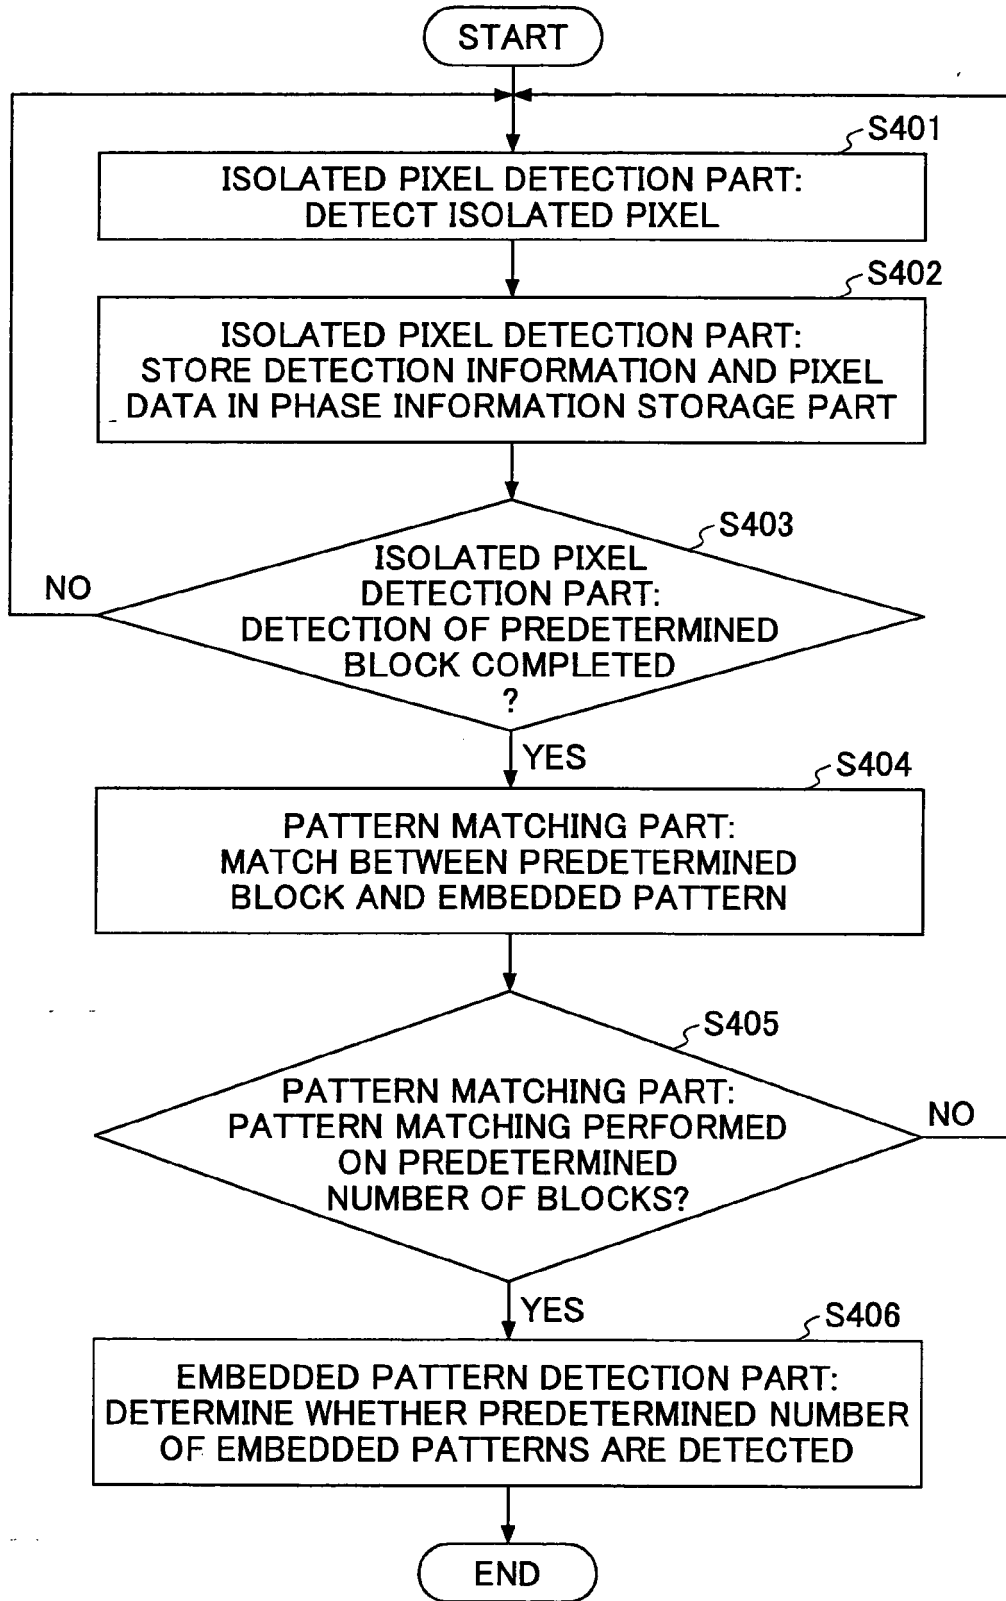 START
S401
ISOLATED PIXEL DETECTION PART:
DETECT ISOLATED PIXEL
S402
ISOLATED PIXEL DETECTION PART:
STORE DETECTION INFORMATION AND PIXEL
DATA IN PHASE INFORMATION STORAGE PART
S403
ISOLATED PIXEL
DETECTION PART:
DETECTION OF PREDETERMINED
BLOCK COMPLETED
?
NO
YES
S404
PATTERN MATCHING PART:
MATCH BETWEEN PREDETERMINED
BLOCK AND EMBEDDED PATTERN
S405
PATTERN MATCHING PART:
PATTERN MATCHING PERFORMED
ON PREDETERMINED
NUMBER OF BLOCKS?
NO
YES
S406
EMBEDDED PATTERN DETECTION PART:
DETERMINE WHETHER PREDETERMINED NUMBER
OF EMBEDDED PATTERNS ARE DETECTED
END